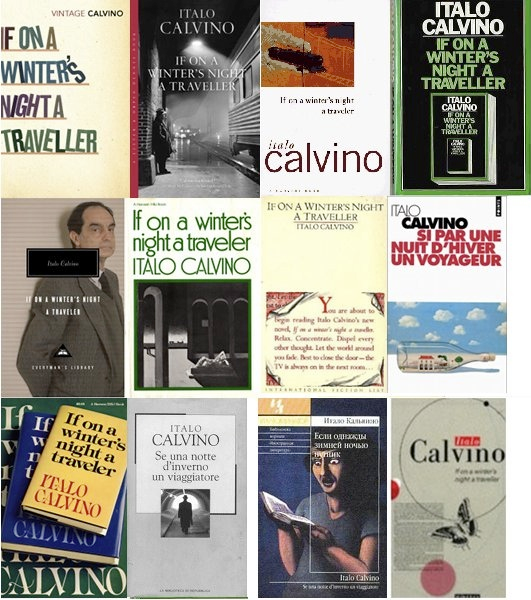 VINTAGE CALVINO
IF ON A
WINTER'S
NIGHT A
TRAVELLER
ITALO
CALVINO
IF ON A
WINTER'S NIGHT
A TRAVELLER
If on a winter's night
a traveler
italo
calvino
ITALO
CALVINO
IF ON A
WINTER'S
NIGHT A
TRAVELLER
ITALO
CALVINO
IF ON A
WINTER'S
NIGHT A
TRAVELLER
Italo Calvino
IF ON A WINTER'S NIGHT
A TRAVELER
EVERYMAN'S LIBRARY
If on a winter's
night a traveler
ITALO CALVINO
IF ON A WINTER'S NIGHT
A TRAVELLER
ITALO CALVINO
You are about to
begin reading Italo Calvino's new
novel, If on a winter's night a traveller.
Relax. Concentrate. Dispel every
other thought. Let the world around
you fade. Best to close the door—the
TV is always on in the next room...
INTERNATIONAL FICTION LIST
ITALO
CALVINO
SI PAR UNE
NUIT D'HIVER
UN VOYAGEUR
If on
a winter's
night a
traveler
ITALO
CALVINO
CALVINO
CALVINO
ITALO
CALVINO
Se una notte
d'inverno
un viaggiatore
LA BIBLIOTECA DI REPUBBLICA
Итало Кальвино
Если однажды
зимней ночью
путник
Italo Calvino
Se una notte d'inverno un viaggiatore
Italo
Calvino
If on a winter's
night a traveler